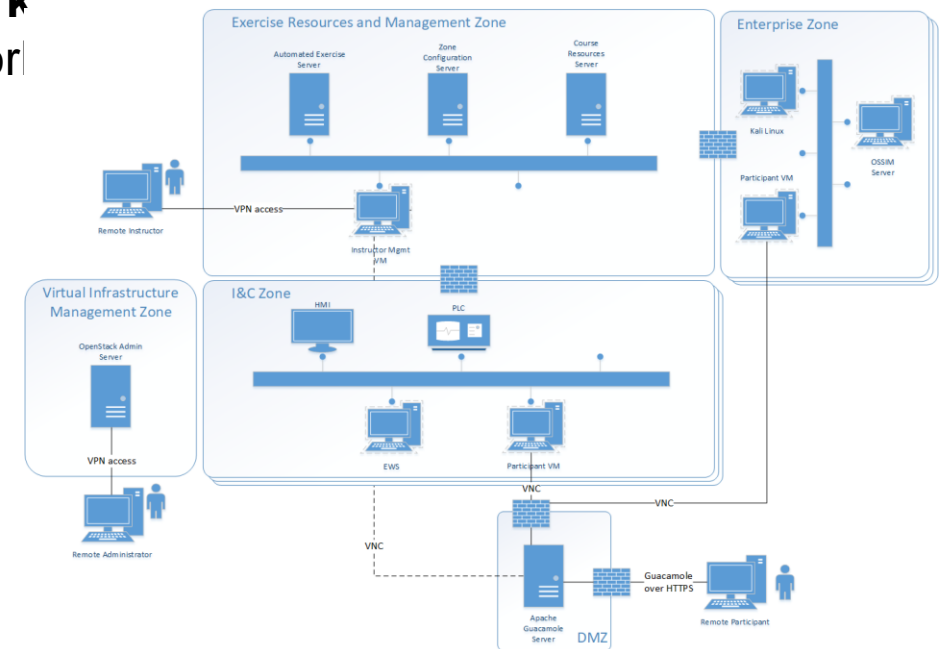 Exercise Resources and Management Zone
Automated Exercise
Server
Zone
Configuration
Server
Course
Resources
Server
Enterprise Zone
Kali Linux
OSSIM
Server
Participant VM
Remote Instructor
VPN access
Instructor Mgmt
VM
Virtual Infrastructure
Management Zone
OpenStack Admin
Server
VPN access
Remote Administrator
I&C Zone
HMI
PLC
EWS
Participant VM
VNC
VNC
VNC
Apache
Guacamole
Server
DMZ
Guacamole
over HTTPS
Remote Participant